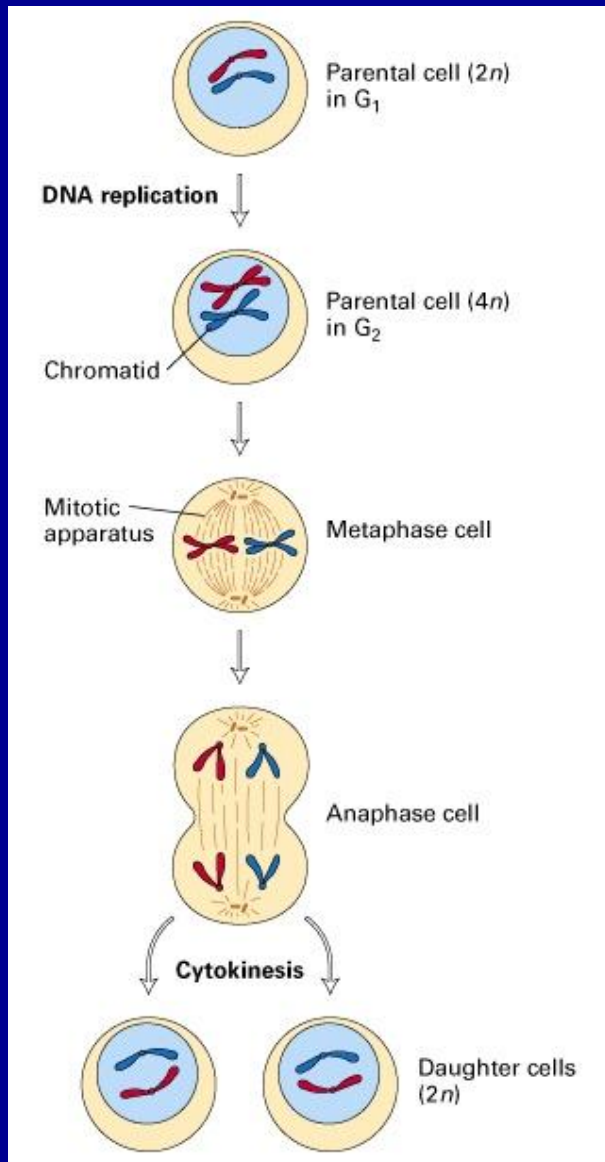 Parental cell (2n)
in G₁
DNA replication
Parental cell (4n)
in G₂
Chromatid
Mitotic
apparatus
Metaphase cell
Anaphase cell
Cytokinesis
Daughter cells
(2n)